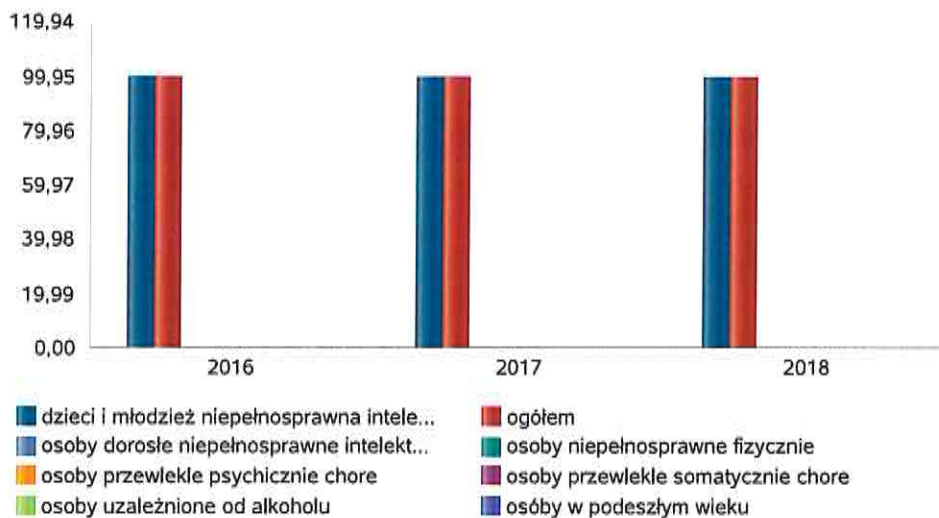 119,94
99,95
79,96
59,97
39,98
19,99
0,00
2016 2017 2018
dzieci i młodzież niepełnosprawna intele...
ogółem
osoby dorosłe niepełnosprawne intelekt...
osoby niepełnosprawne fizycznie
osoby przewlekle psychicznie chore
osoby przewlekle somatycznie chore
osoby uzależnione od alkoholu
osóby w podeszłym wieku